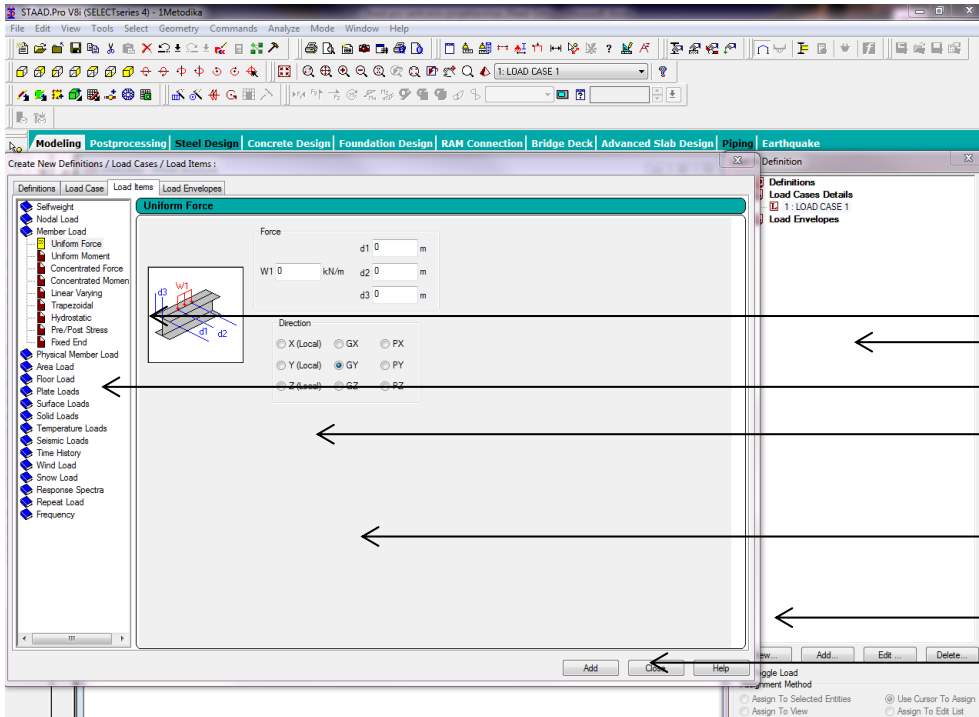 STAAD.Pro V8i (SELECTseries 4) - 1Metodika
File Edit View Tools Select Geometry Commands Analyze Mode Window Help
1: LOAD CASE 1
Modeling Postprocessing Steel Design Concrete Design Foundation Design RAM Connection Bridge Deck Advanced Slab Design Piping Earthquake
Create New Definitions / Load Cases / Load Items :
Definitions Load Case Load Items Load Envelopes
Selfweight
Nodal Load
Member Load
Uniform Force
Uniform Moment
Concentrated Force
Concentrated Momen
Linear Varying
Trapezoidal
Hydrostatic
Pre/Post Stress
Fixed End
Physical Member Load
Area Load
Floor Load
Plate Loads
Surface Loads
Solid Loads
Temperature Loads
Seismic Loads
Time History
Wind Load
Snow Load
Response Spectra
Repeat Load
Frequency
Uniform Force
Force
d1 0 m
W1 0 kN/m d2 0 m
d3 0 m
d3 W1
d1 d2
Direction
X (Local) GX PX
Y (Local) GY PY
Z (Local) GZ PZ
Add Close Help
Definition
Definitions
Load Cases Details
L 1 : LOAD CASE 1
Load Envelopes
ew... Add... Edit ... Delete...
ggle Load
Assignment Method
Assign To Selected Entities Use Cursor To Assign
Assign To View Assign To Edit List